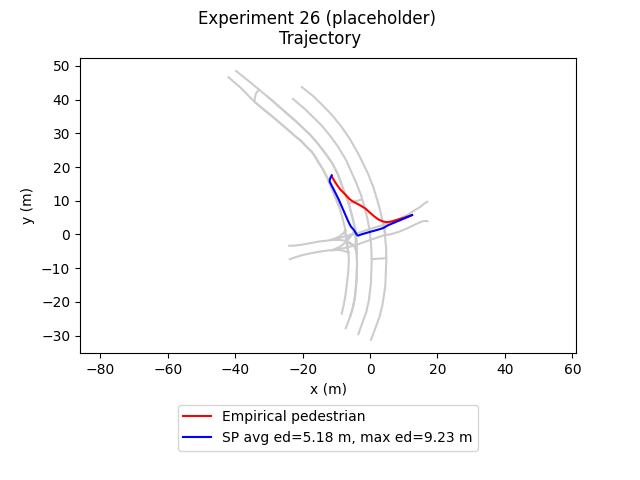 Experiment 26 (placeholder)
Trajectory
50
40
30
20
10
0
−10
−20
−30
y (m)
−80 −60 −40 −20 0 20 40 60
x (m)
Empirical pedestrian
SP avg ed=5.18 m, max ed=9.23 m